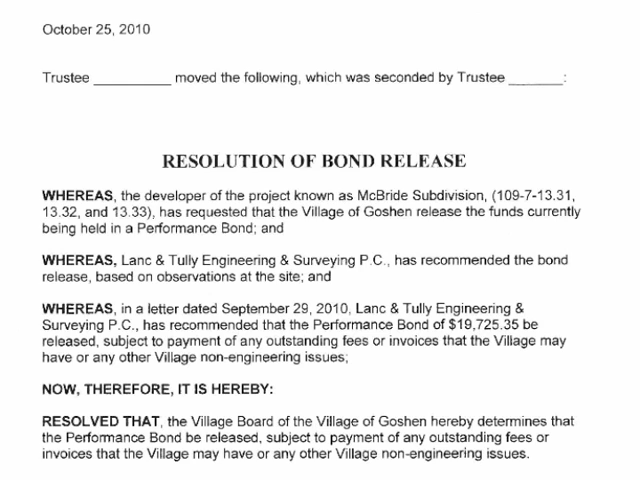 October 25, 2010
Trustee __________ moved the following, which was seconded by Trustee _______:
RESOLUTION OF BOND RELEASE
WHEREAS, the developer of the project known as McBride Subdivision, (109-7-13.31,
13.32, and 13.33), has requested that the Village of Goshen release the funds currently
being held in a Performance Bond; and
WHEREAS, Lanc & Tully Engineering & Surveying P.C., has recommended the bond
release, based on observations at the site; and
WHEREAS, in a letter dated September 29, 2010, Lanc & Tully Engineering &
Surveying P.C., has recommended that the Performance Bond of $19,725.35 be
released, subject to payment of any outstanding fees or invoices that the Village may
have or any other Village non-engineering issues;
NOW, THEREFORE, IT IS HEREBY:
RESOLVED THAT, the Village Board of the Village of Goshen hereby determines that
the Performance Bond be released, subject to payment of any outstanding fees or
invoices that the Village may have or any other Village non-engineering issues.